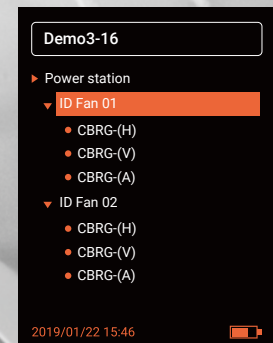 Demo3-16
Power station
ID Fan 01
CBRG-(H)
CBRG-(V)
CBRG-(A)
ID Fan 02
CBRG-(H)
CBRG-(V)
CBRG-(A)
2019/01/22 15:46